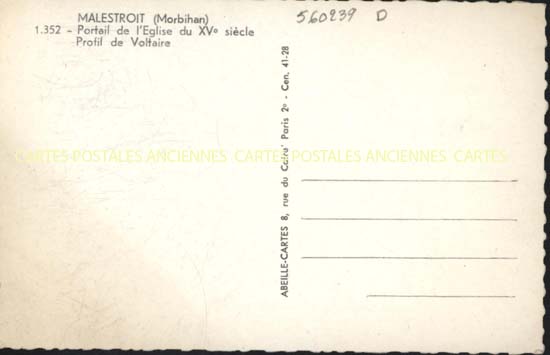 MALESTROIT (Morbihan)
1.352 - Portail de l'Eglise du XVe siècle
Profil de Voltaire
560239 D
ABEILLE-CARTES 8, rue du Caire' Paris 2e - Cen. 41-28
CARTES POSTALES ANCIENNES CARTES POSTALES ANCIENNES CARTES